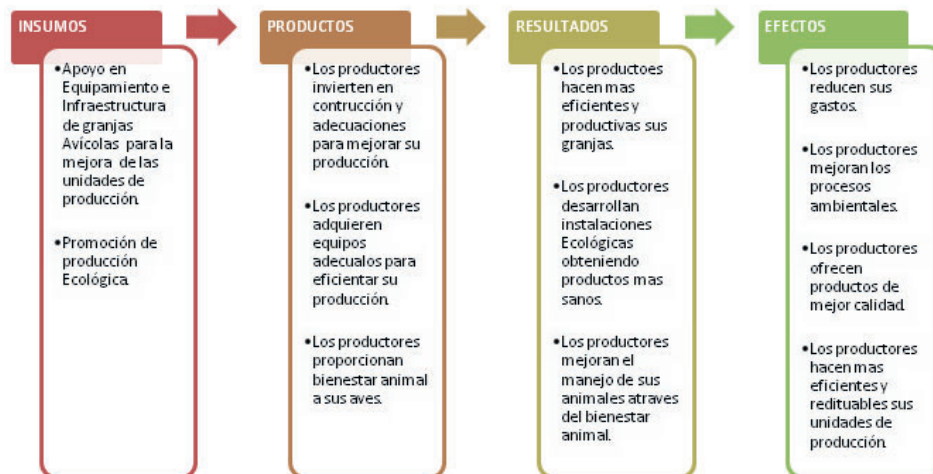 INSUMOS
•Apoyo en
Equipamiento e
Infraestructura
de granjas
Avícolas para la
mejora de las
unidades de
producción.
•Promoción de
producción
Ecológica.
PRODUCTOS
•Los productores
invierten en
contrucción y
adecuaciones
para mejorar su
producción.
•Los productores
adquieren
equipos
adecualos para
eficientar su
producción.
•Los productores
proporcionan
bienestar animal
a sus aves.
RESULTADOS
•Los productoes
hacen mas
eficientes y
productivas sus
granjas.
•Los productores
desarrollan
instalaciones
Ecológicas
obteniendo
productos mas
sanos.
•Los productores
mejoran el
manejo de sus
animales atraves
del bienestar
animal.
EFECTOS
•Los productores
reducen sus
gastos.
•Los productores
mejoran los
procesos
ambientales.
•Los productores
ofrecen
productos de
mejor calidad.
•Los productores
hacen mas
eficientes y
redituables sus
unidades de
producción.